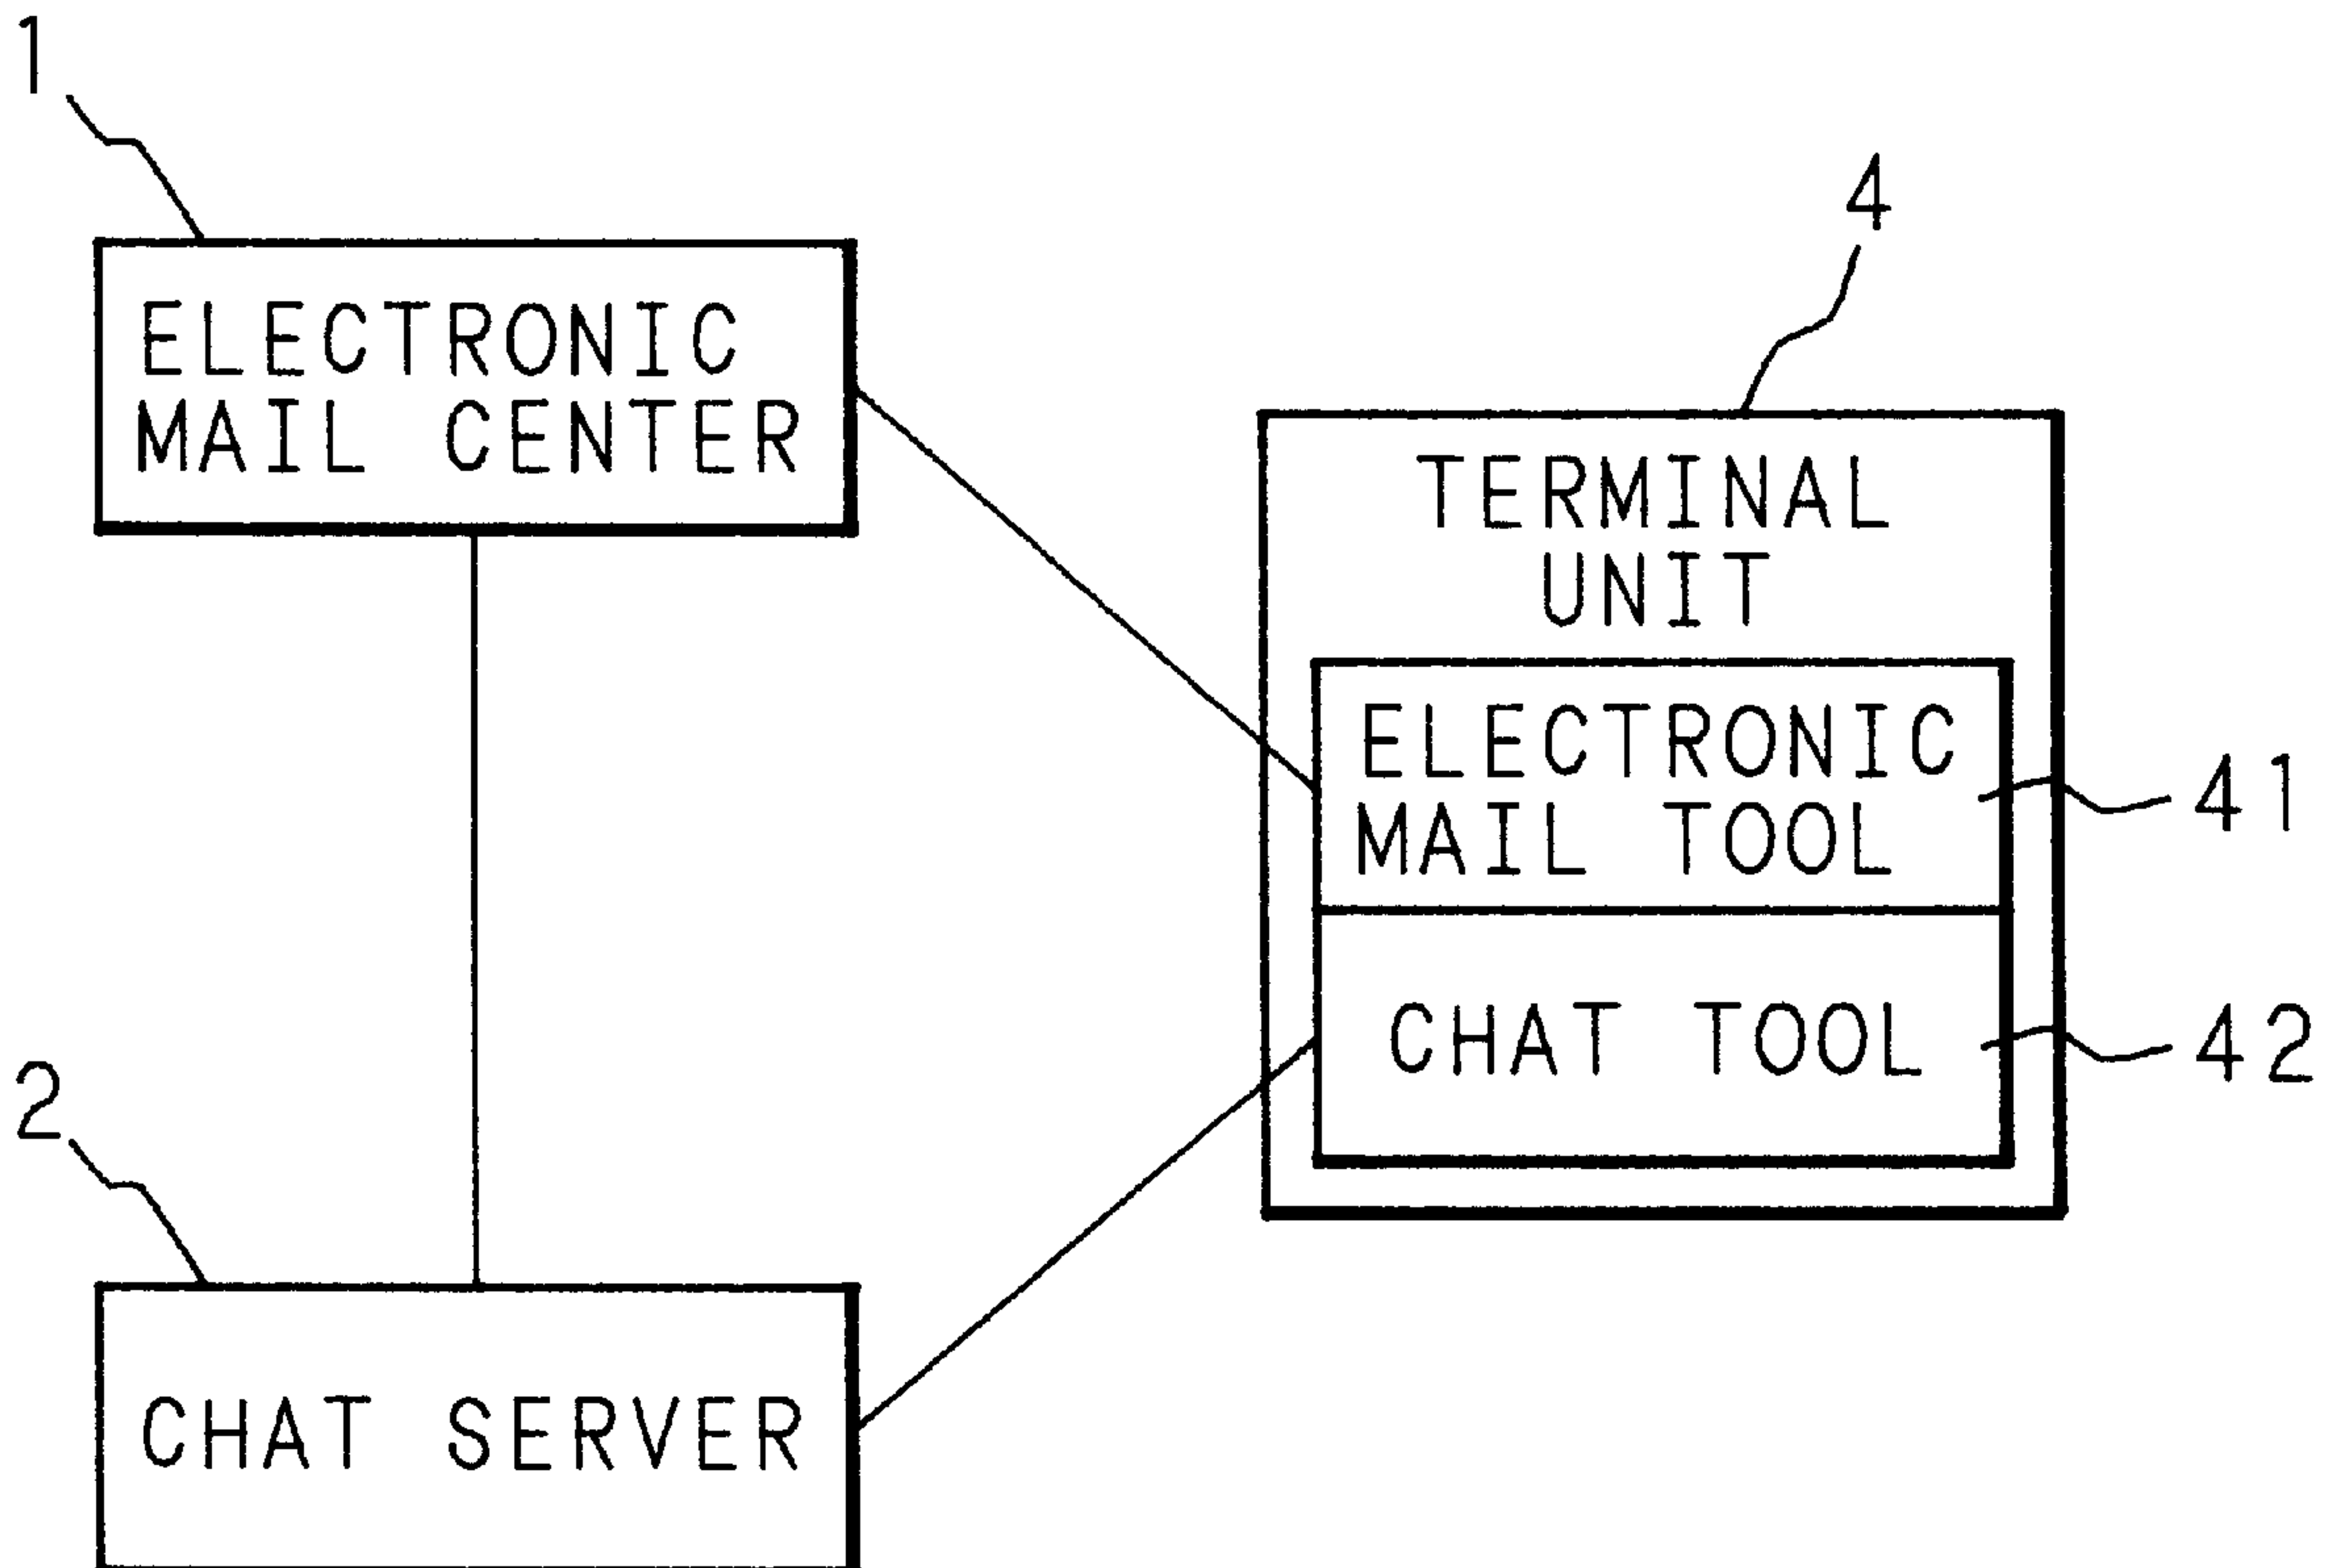 1
ELECTRONIC
MAIL CENTER
4
TERMINAL
UNIT
ELECTRONIC
MAIL TOOL
41
CHAT TOOL
42
2
CHAT SERVER